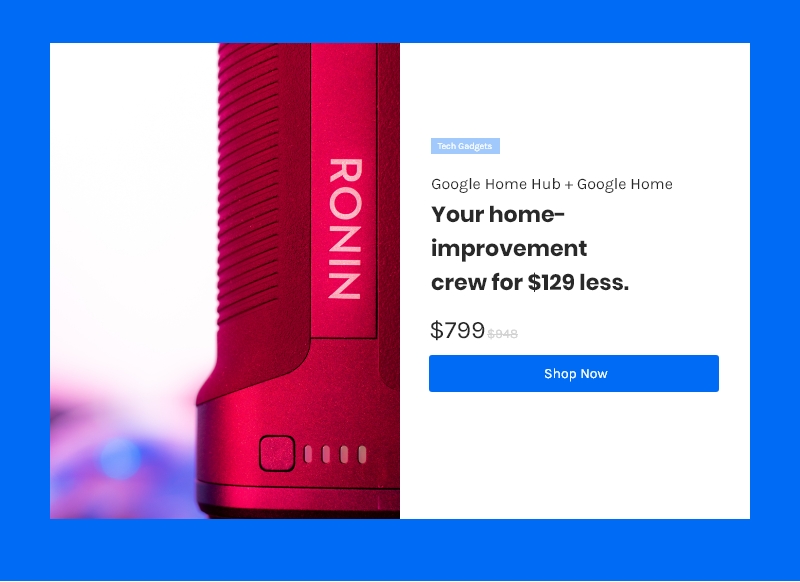 RONIN
Tech Gadgets
Google Home Hub + Google Home
Your home-
improvement
crew for $129 less.
$799 $948
Shop Now